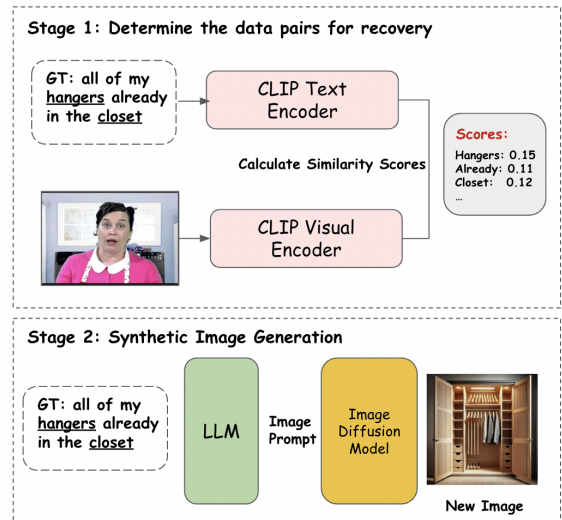 Stage 1: Determine the data pairs for recovery
GT: all of my
hangers already
in the closet
CLIP Text
Encoder
Calculate Similarity Scores
CLIP Visual
Encoder
Scores:
Hangers: 0.15
Already: 0.11
Closet: 0.12
...
Stage 2: Synthetic Image Generation
GT: all of my
hangers already
in the closet
LLM
Image
Prompt
Image
Diffusion
Model
New Image